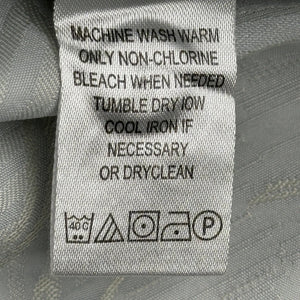 MACHINE WASH WARM
ONLY NON-CHLORINE
BLEACH WHEN NEEDED
TUMBLE DRY LOW
COOL IRON IF
NECESSARY
OR DRYCLEAN
40 C P